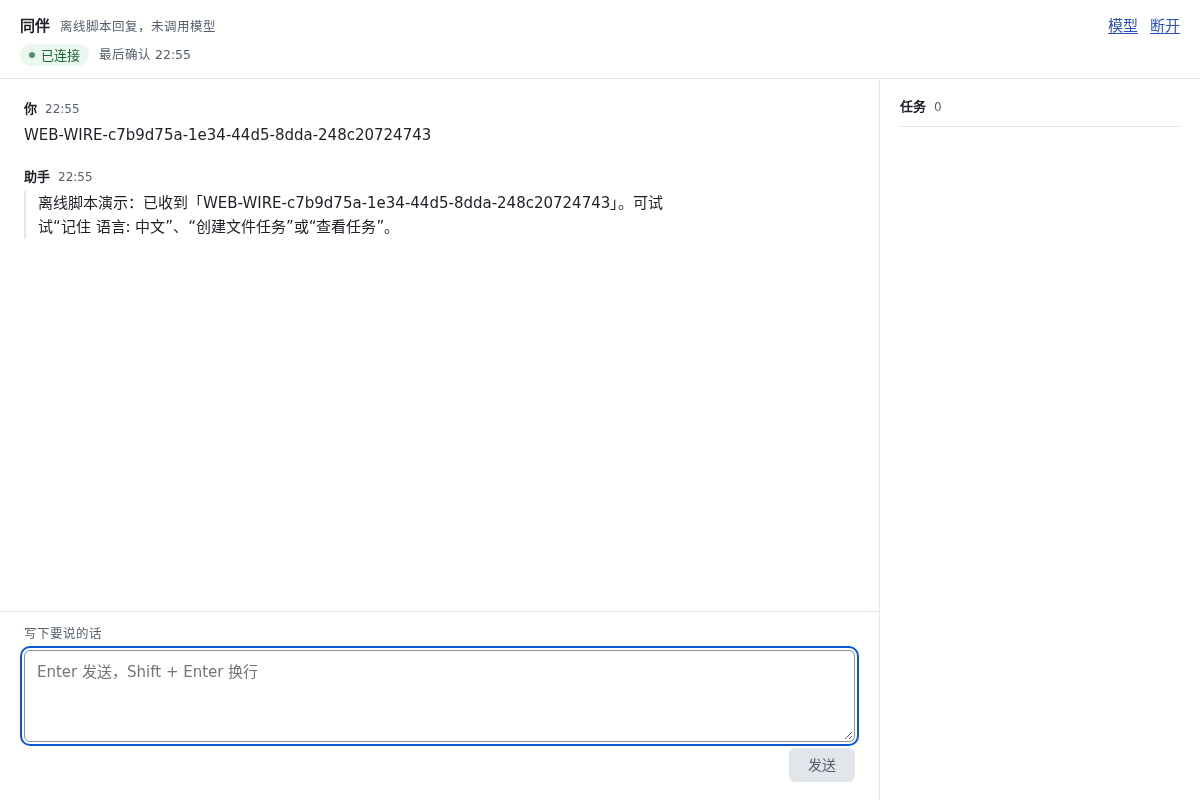 同伴 离线脚本回复，未调用模型
模型 断开
已连接 最后确认 22:55
你 22:55
WEB-WIRE-c7b9d75a-1e34-44d5-8dda-248c20724743
助手 22:55
离线脚本演示：已收到「WEB-WIRE-c7b9d75a-1e34-44d5-8dda-248c20724743」。可试
试“记住 语言: 中文”、“创建文件任务”或“查看任务”。
任务 0
写下要说的话
Enter 发送，Shift + Enter 换行
发送